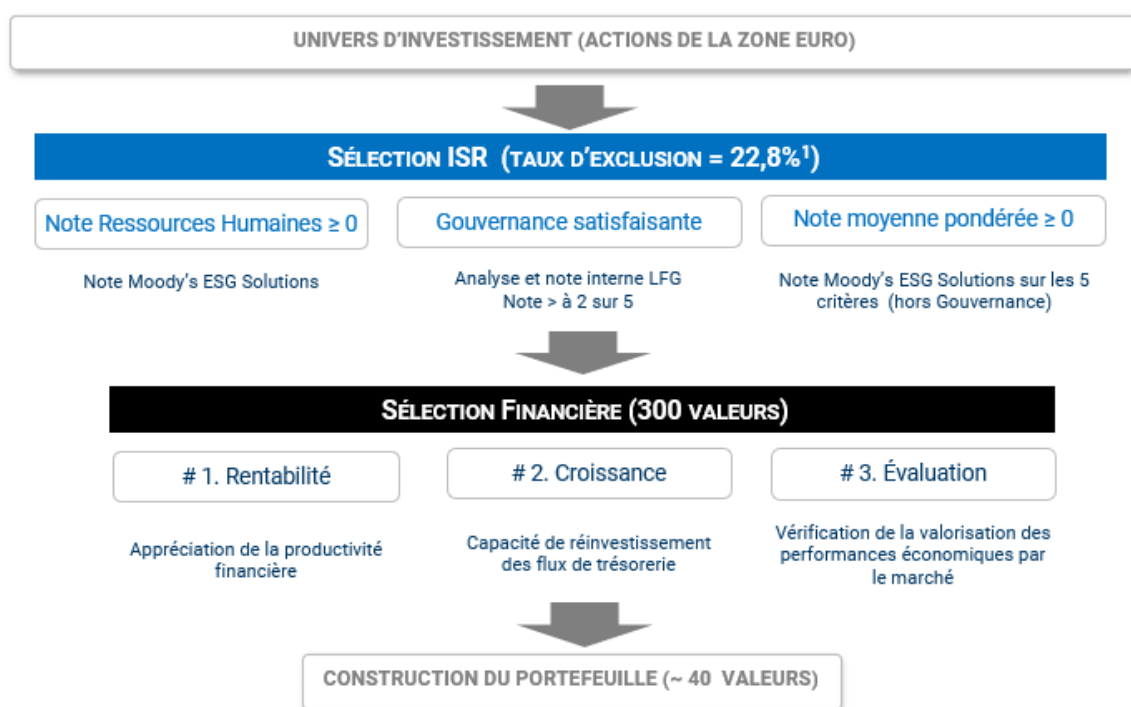 UNIVERS D'INVESTISSEMENT (ACTIONS DE LA ZONE EURO)
SÉLECTION ISR (TAUX D'EXCLUSION = 22,8%¹)
Note Ressources Humaines ≥ 0
Gouvernance satisfaisante
Note moyenne pondérée ≥ 0
Note Moody's ESG Solutions
Analyse et note interne LFG
Note > à 2 sur 5
Note Moody's ESG Solutions sur les 5
critères (hors Gouvernance)
SÉLECTION FINANCIÈRE (300 VALEURS)
# 1. Rentabilité
# 2. Croissance
# 3. Évaluation
Appréciation de la productivité
financière
Capacité de réinvestissement
des flux de trésorerie
Vérification de la valorisation des
performances économiques par
le marché
CONSTRUCTION DU PORTEFEUILLE (~ 40 VALEURS)